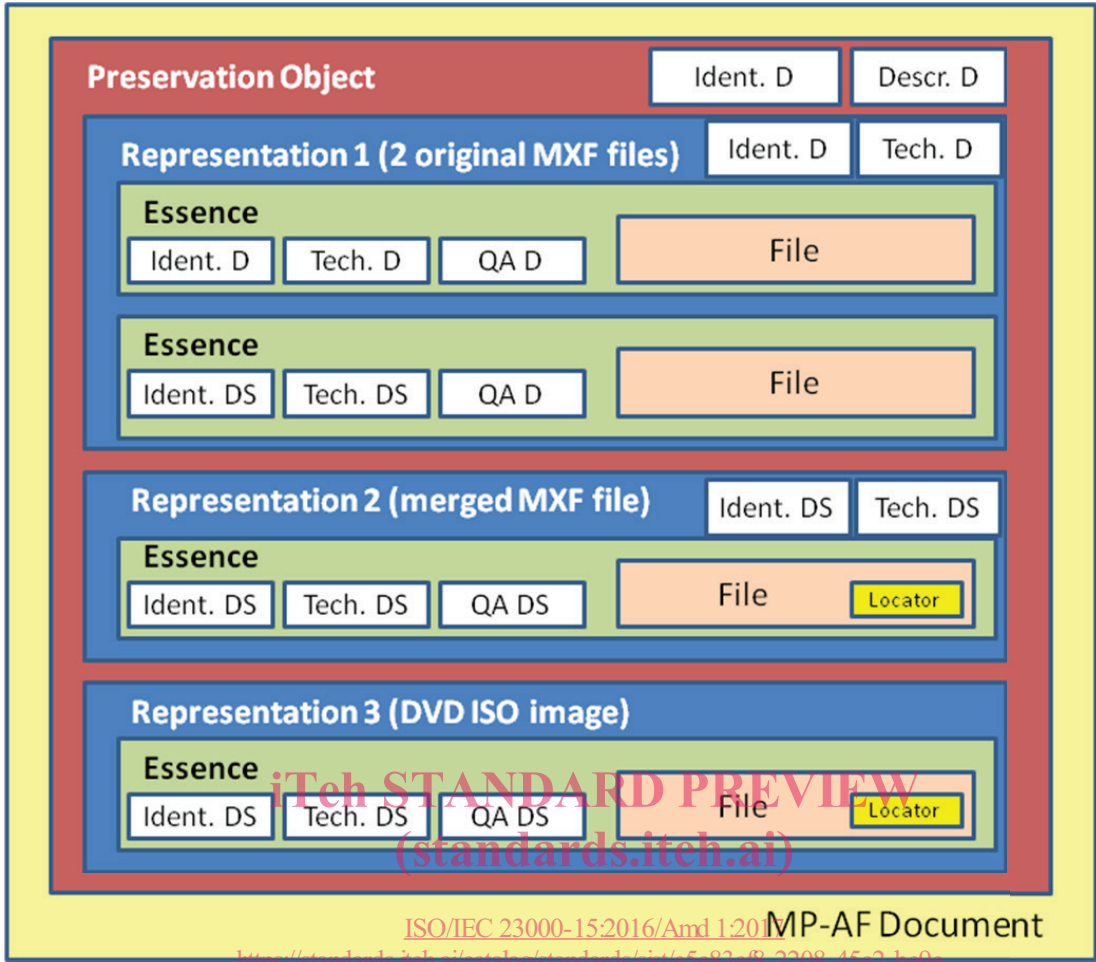 Preservation Object
Ident. D
Descr. D
Representation 1 (2 original MXF files)
Ident. D
Tech. D
Essence
Ident. D
Tech. D
QA D
File
Essence
Ident. DS
Tech. DS
QA D
File
Representation 2 (merged MXF file)
Ident. DS
Tech. DS
Essence
Ident. DS
Tech. DS
QA DS
File
Locator
Representation 3 (DVD ISO image)
Essence
Ident. DS
Tech. DS
QA DS
File
Locator
iTeh STANDARD PREVIEW
(standards.iteh.ai)
MP-AF Document
ISO/IEC 23000-15:2016/Amd 1:2017